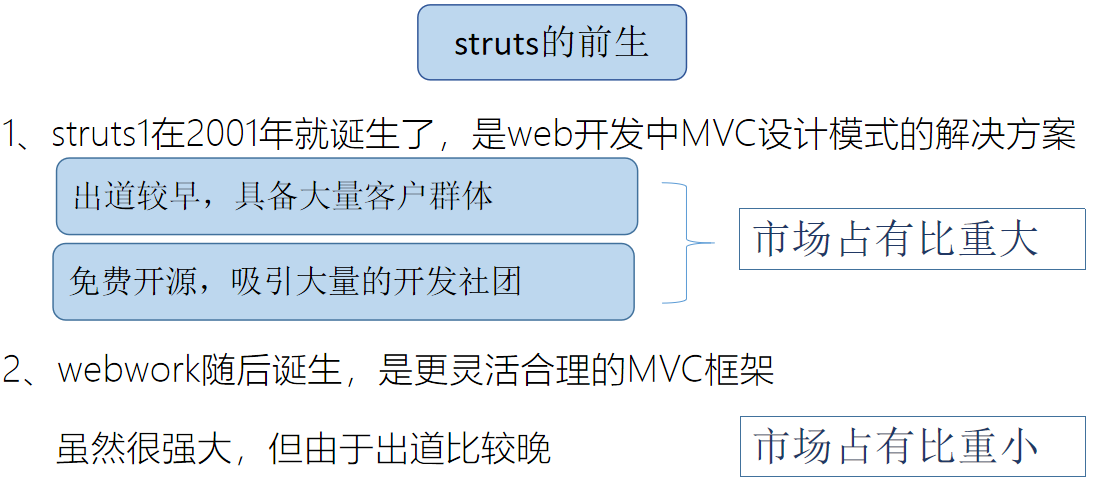 struts的前生
1、struts1在2001年就诞生了，是web开发中MVC设计模式的解决方案
出道较早，具备大量客户群体
市场占有比重大
免费开源，吸引大量的开发社团
2、webwork随后诞生，是更灵活合理的MVC框架
虽然很强大，但由于出道比较晚
市场占有比重小